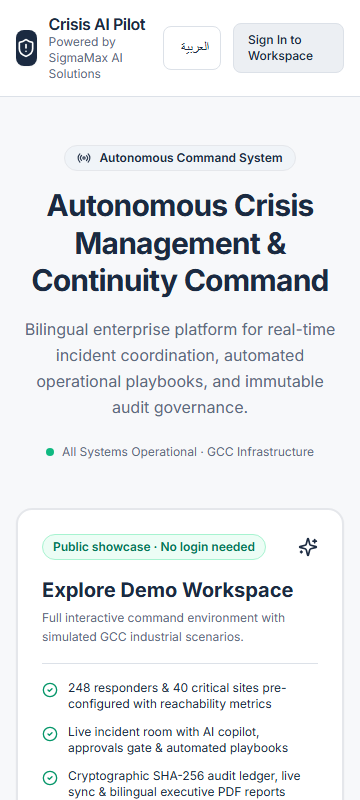 Crisis AI Pilot
Powered by
SigmaMax AI
Solutions
العربية
Sign In to
Workspace
Autonomous Command System
Autonomous Crisis
Management &
Continuity Command
Bilingual enterprise platform for real-time
incident coordination, automated
operational playbooks, and immutable
audit governance.
All Systems Operational · GCC Infrastructure
Public showcase · No login needed
Explore Demo Workspace
Full interactive command environment with
simulated GCC industrial scenarios.
248 responders & 40 critical sites pre-
configured with reachability metrics
Live incident room with AI copilot,
approvals gate & automated playbooks
Cryptographic SHA-256 audit ledger, live
sync & bilingual executive PDF reports